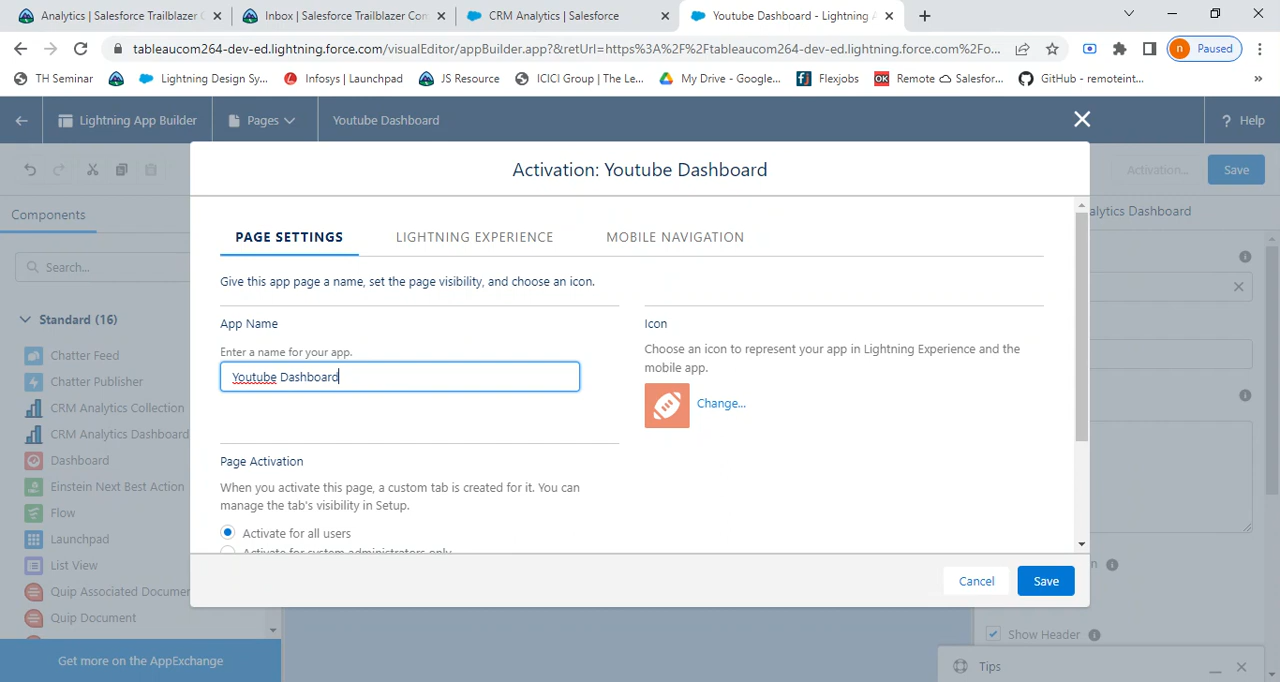 Analytics | Salesforce Trailblazer C
Inbox | Salesforce Trailblazer Com
CRM Analytics | Salesforce
Youtube Dashboard - Lightning A
tableaucom264-dev-ed.lightning.force.com/visualEditor/appBuilder.app?&retUrl=https%3A%2F%2Ftableaucom264-dev-ed.lightning.force.com%2Fo...
n Paused
TH Seminar
Lightning Design Sy...
Infosys | Launchpad
JS Resource
ICICI Group | The Le...
My Drive - Google...
Flexjobs
OK Remote Salesfor...
GitHub - remoteint...
»
Lightning App Builder
Pages
Youtube Dashboard
? Help
Activation: Youtube Dashboard
Activation...
Save
Components
alytics Dashboard
PAGE SETTINGS
LIGHTNING EXPERIENCE
MOBILE NAVIGATION
Search...
Give this app page a name, set the page visibility, and choose an icon.
Standard (16)
App Name
Icon
Enter a name for your app.
Choose an icon to represent your app in Lightning Experience and the
mobile app.
Youtube Dashboard
Change...
Chatter Feed
Chatter Publisher
CRM Analytics Collection
CRM Analytics Dashboard
Dashboard
Einstein Next Best Action
Flow
Launchpad
List View
Quip Associated Documen
Quip Document
Page Activation
When you activate this page, a custom tab is created for it. You can
manage the tab's visibility in Setup.
Activate for all users
Activate for custom administrators only
n
Cancel
Save
Show Header
Get more on the AppExchange
Tips